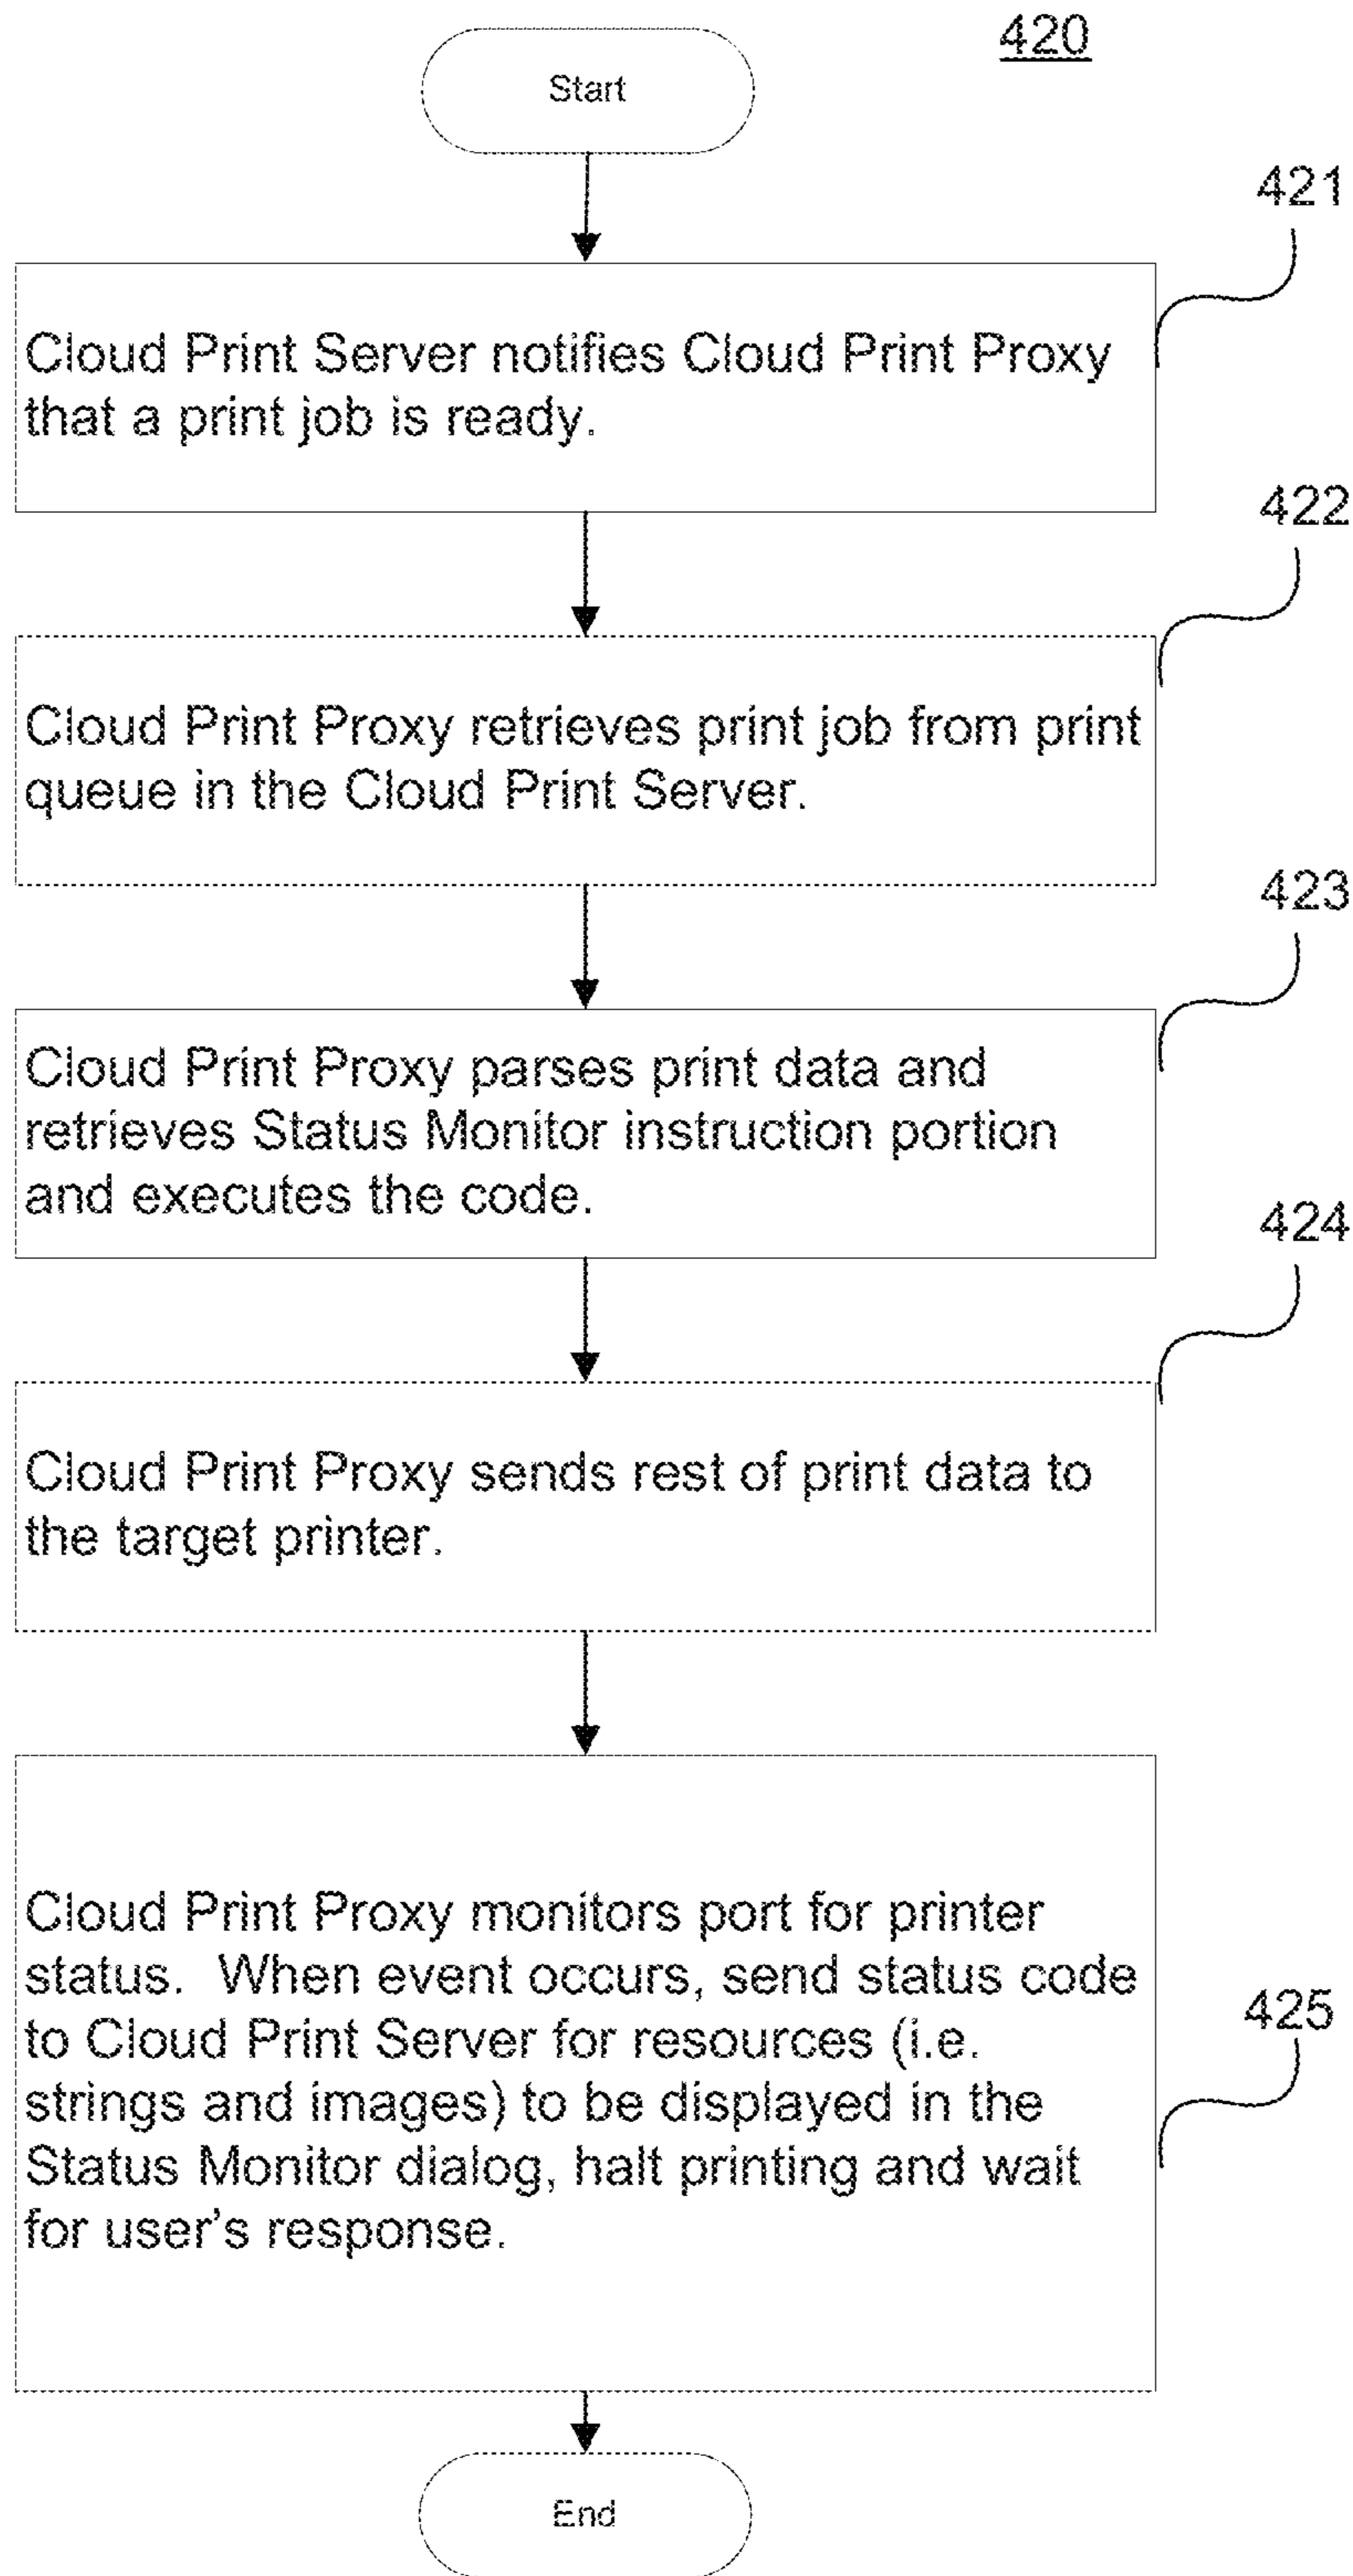 420
Start
421
Cloud Print Server notifies Cloud Print Proxy
that a print job is ready.
422
Cloud Print Proxy retrieves print job from print
queue in the Cloud Print Server.
423
Cloud Print Proxy parses print data and
retrieves Status Monitor instruction portion
and executes the code.
424
Cloud Print Proxy sends rest of print data to
the target printer.
Cloud Print Proxy monitors port for printer
status.  When event occurs, send status code
to Cloud Print Server for resources (i.e.
strings and images) to be displayed in the
Status Monitor dialog, halt printing and wait
for user's response.
425
End